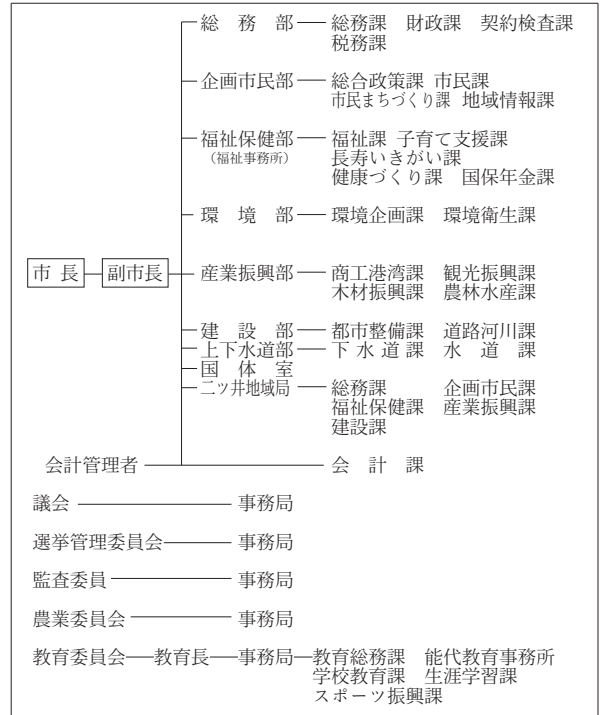 総務部 総務課 財政課 契約検査課
税務課
企画市民部 総合政策課 市民課
市民まちづくり課 地域情報課
福祉保健部 福祉課 子育て支援課
（福祉事務所） 長寿いきがい課
健康づくり課 国保年金課
環境部 環境企画課 環境衛生課
市長 副市長 産業振興部 商工港湾課 観光振興課
木材振興課 農林水産課
建設部 都市整備課 道路河川課
上下水道部 下水道課 水道課
国体室
二ツ井地域局 総務課 企画市民課
福祉保健課 産業振興課
建設課
会計管理者 会計課
議会 事務局
選挙管理委員会 事務局
監査委員 事務局
農業委員会 事務局
教育委員会 教育長 事務局 教育総務課 能代教育事務所
学校教育課 生涯学習課
スポーツ振興課